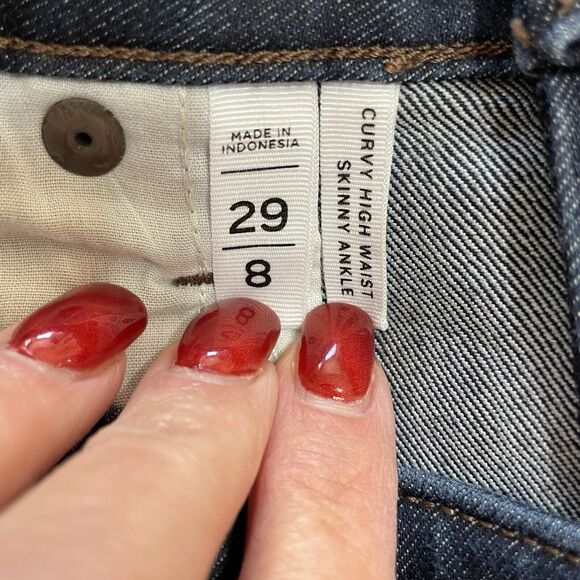 MADE IN
INDONESIA
29
8
CURVY HIGH WAIST
SKINNY ANKLE